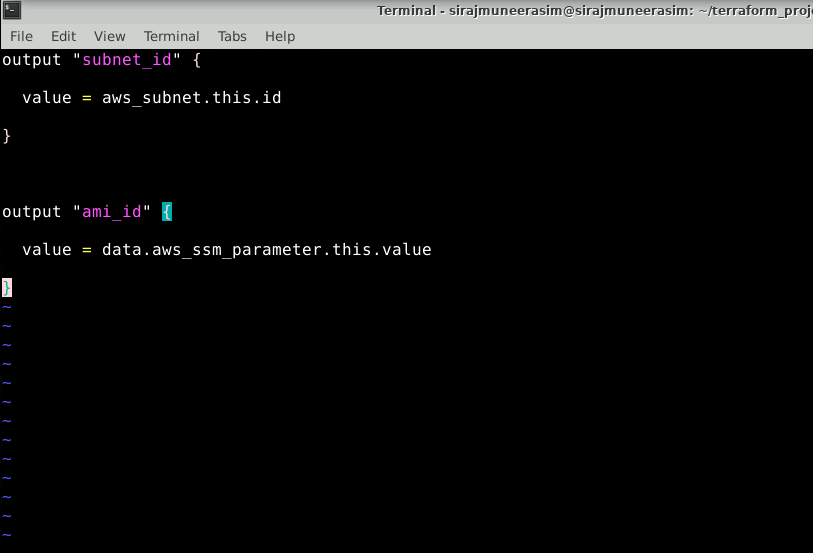 Terminal - sirajmuneerasim@sirajmuneerasim: ~/terraform_proj
File Edit View Terminal Tabs Help
output "subnet_id" {
value = aws_subnet.this.id
}
output "ami_id" {
value = data.aws_ssm_parameter.this.value
}
~
~
~
~
~
~
~
~
~
~
~
~
~